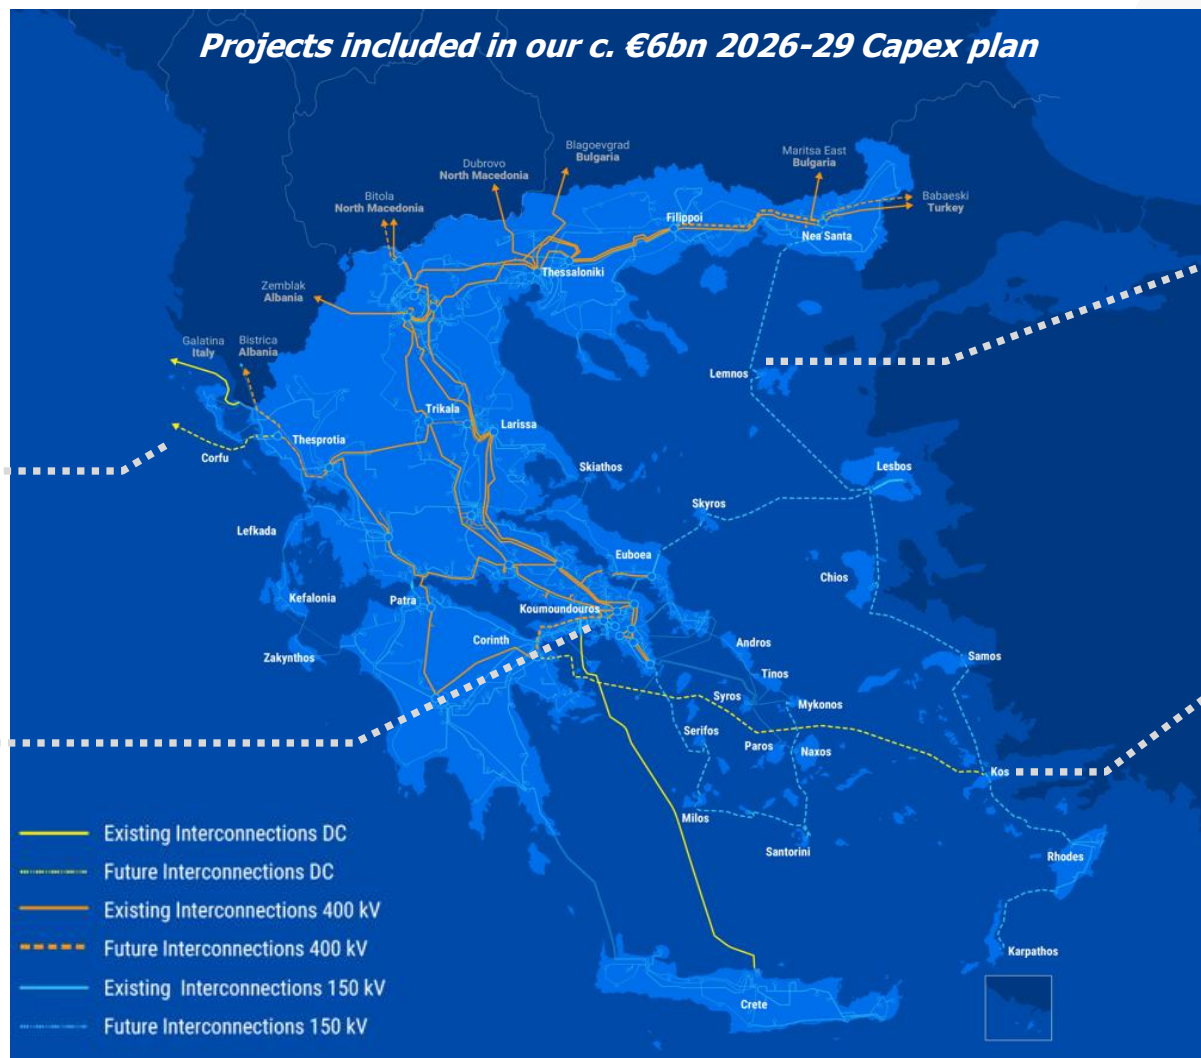 Projects included in our c. €6bn 2026-29 Capex plan
Blagoevgrad
Bulgaria
Maritsa East
Bulgaria
Dubrovo
North Macedonia
Bitola
North Macedonia
Babaeski
Turkey
Filippoi
Nea Santa
Thessaloniki
Zemblak
Albania
Galatina
Italy
Bistrica
Albania
Lemnos
Trikala
Larissa
Thesprotia
Corfu
Skiathos
Lesbos
Skyros
Lefkada
Euboea
Chios
Kefalonia
Patra
Koumoundouros
Corinth
Andros
Zakynthos
Samos
Tinos
Syros
Mykonos
Serifos
Paros
Naxos
Kos
Milos
Santorini
Rhodes
Karpathos
Crete
Existing Interconnections DC
Future Interconnections DC
Existing Interconnections 400 kV
Future Interconnections 400 kV
Existing Interconnections 150 kV
Future Interconnections 150 kV